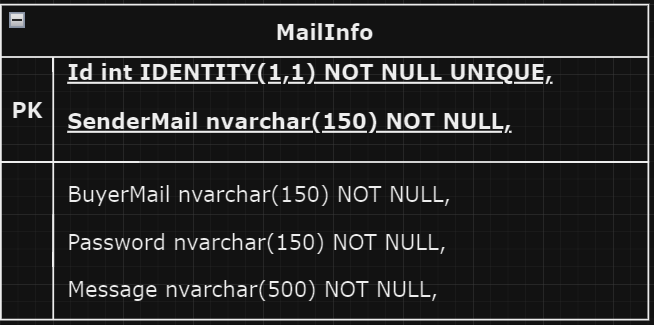 MailInfo
Id int IDENTITY(1,1) NOT NULL UNIQUE,
PK
SenderMail nvarchar(150) NOT NULL,
BuyerMail nvarchar(150) NOT NULL,
Password nvarchar(150) NOT NULL,
Message nvarchar(500) NOT NULL,